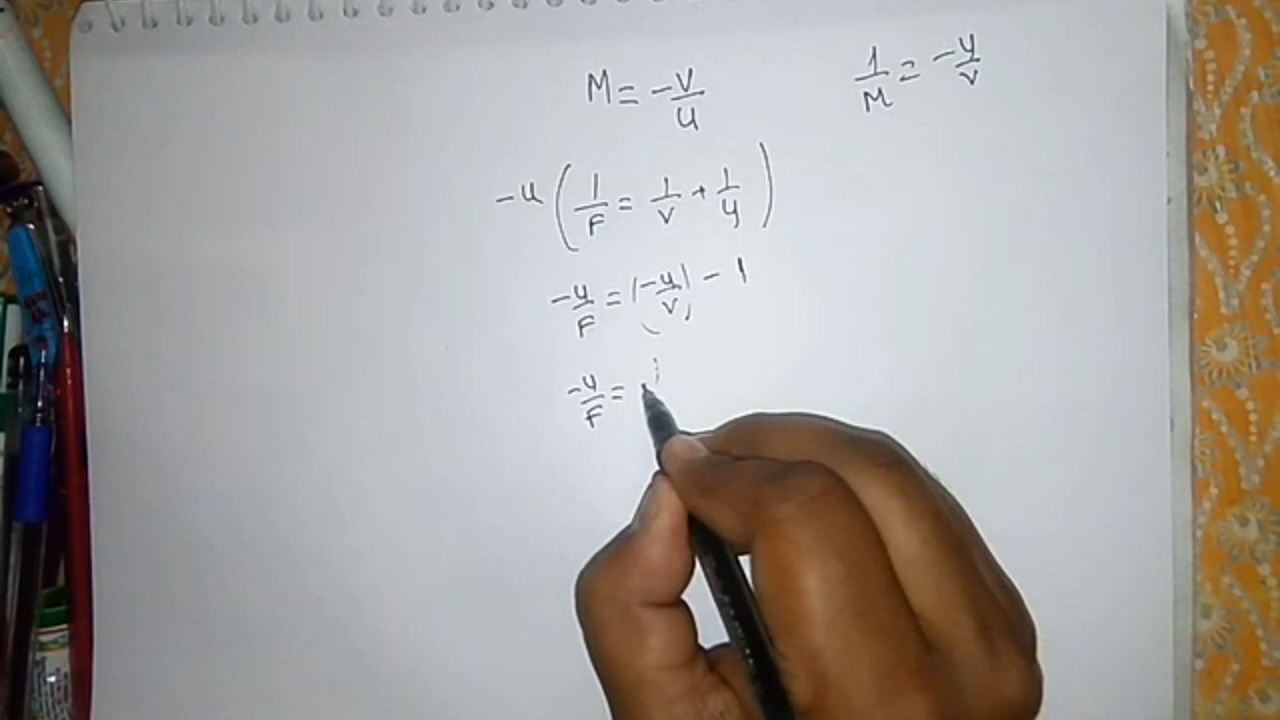 M = -v/u
1/M = -u/v
-u(1/F = 1/v + 1/u)
-u/F = (-u/v) - 1
-u/F =